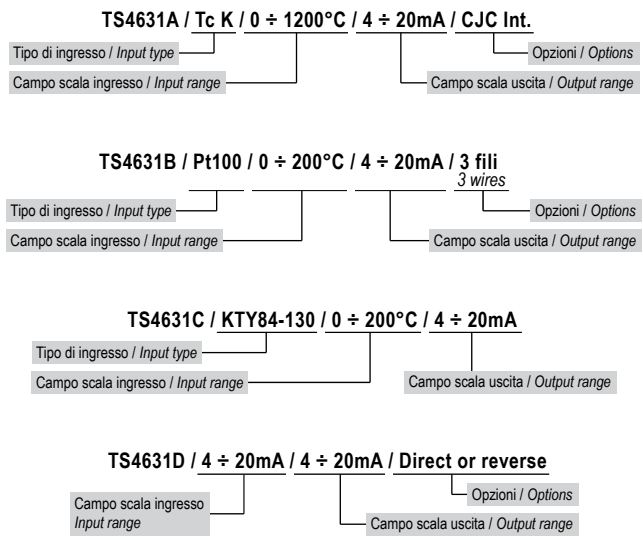 TS4631A / Tc K / 0 ÷ 1200°C / 4 ÷ 20mA / CJC Int.
Tipo di ingresso / Input type
Opzioni / Options
Campo scala ingresso / Input range
Campo scala uscita / Output range
TS4631B / Pt100 / 0 ÷ 200°C / 4 ÷ 20mA / 3 fili
3 wires
Tipo di ingresso / Input type
Opzioni / Options
Campo scala ingresso / Input range
Campo scala uscita / Output range
TS4631C / KTY84-130 / 0 ÷ 200°C / 4 ÷ 20mA
Tipo di ingresso / Input type
Campo scala ingresso / Input range
Campo scala uscita / Output range
TS4631D / 4 ÷ 20mA / 4 ÷ 20mA / Direct or reverse
Campo scala ingresso
Input range
Opzioni / Options
Campo scala uscita / Output range